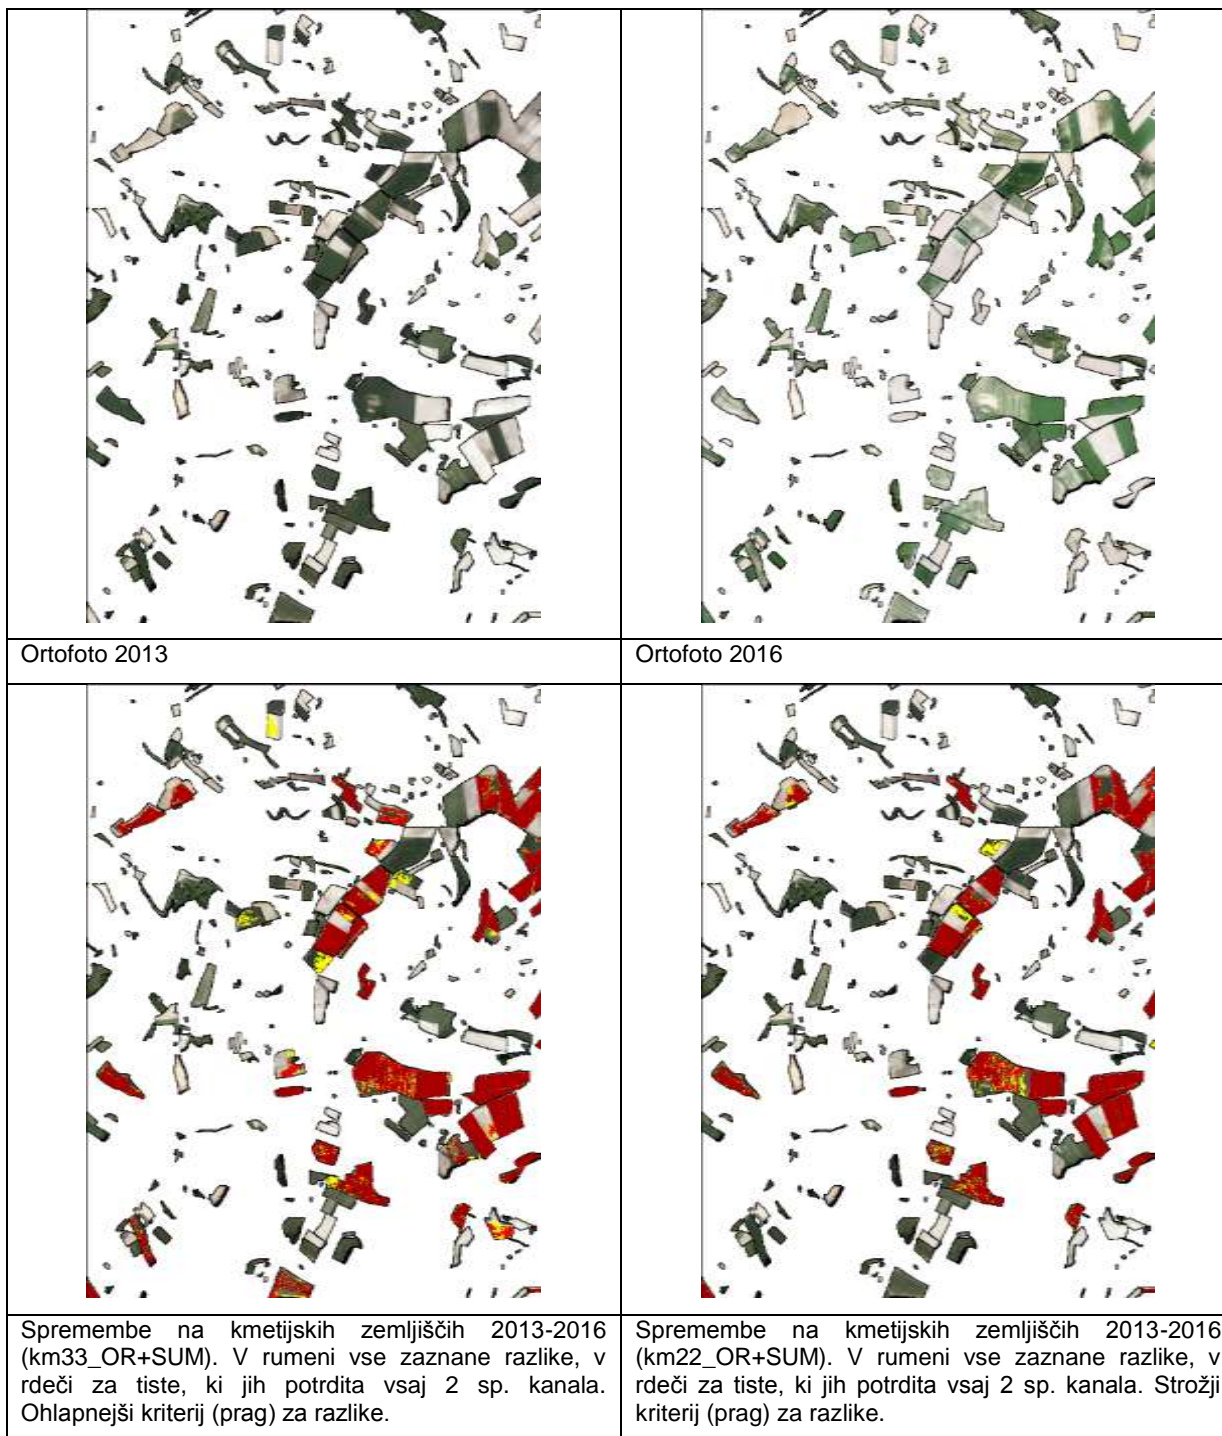 Ortofoto 2013
Ortofoto 2016
Spremembe na kmetijskih zemljiščih 2013-2016
(km33_OR+SUM). V rumeni vse zaznane razlike, v
rdeči za tiste, ki jih potrdita vsaj 2 sp. kanala.
Ohlapnejši kriterij (prag) za razlike.
Spremembe na kmetijskih zemljiščih 2013-2016
(km22_OR+SUM). V rumeni vse zaznane razlike, v
rdeči za tiste, ki jih potrdita vsaj 2 sp. kanala. Strožji
kriterij (prag) za razlike.